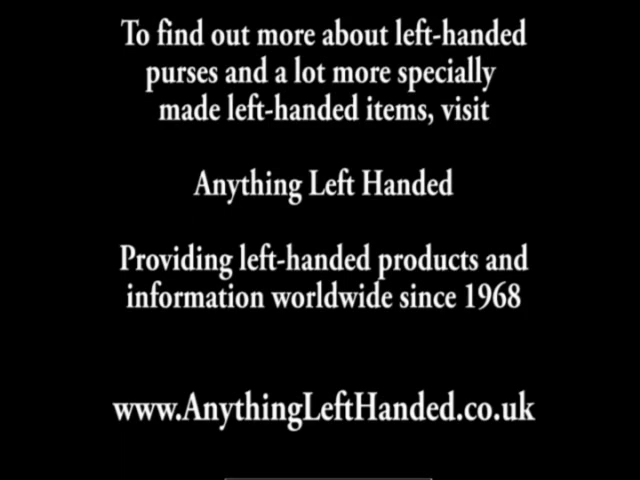 To find out more about left-handed
purses and a lot more specially
made left-handed items, visit
Anything Left Handed
Providing left-handed products and
information worldwide since 1968
www.AnythingLeftHanded.co.uk